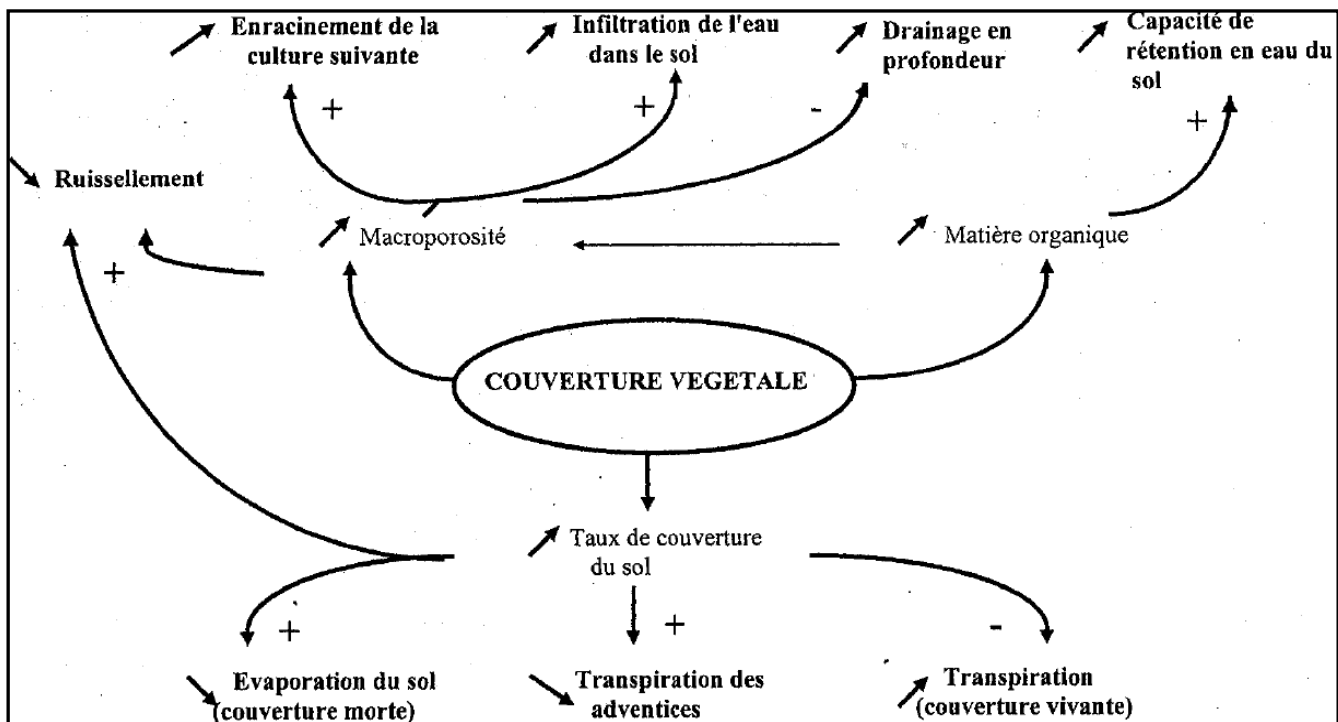 Enracinement de la
culture suivante
Infiltration de l'eau
dans le sol
Drainage en
profondeur
Capacité de
rétention en eau du
sol
+
+
-
+
Ruissellement
Macroporosité
Matière organique
+
COUVERTURE VEGETALE
Taux de couverture
du sol
+
+
-
Evaporation du sol
(couverture morte)
Transpiration des
adventices
Transpiration
(couverture vivante)